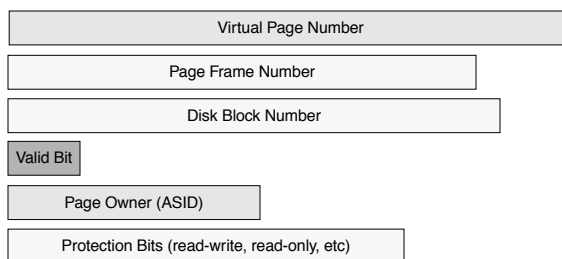 Virtual Page Number
Page Frame Number
Disk Block Number
Valid Bit
Page Owner (ASID)
Protection Bits (read-write, read-only, etc)